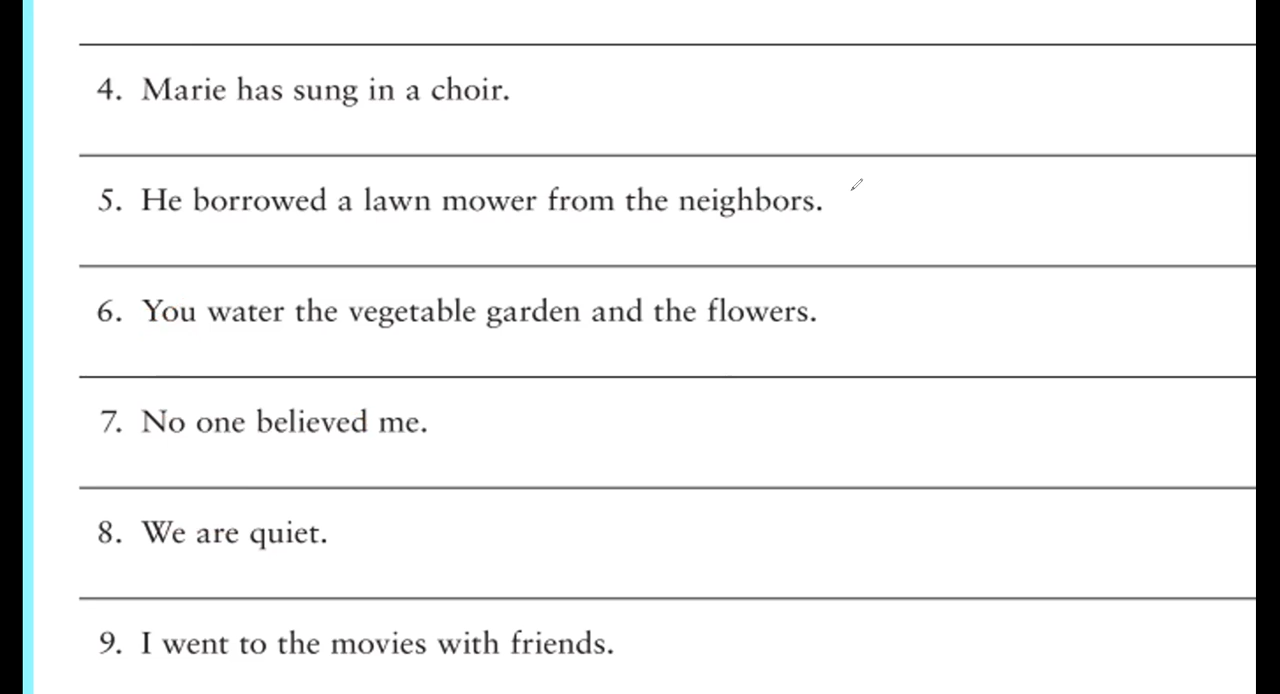 4. Marie has sung in a choir.
5. He borrowed a lawn mower from the neighbors.
6. You water the vegetable garden and the flowers.
7. No one believed me.
8. We are quiet.
9. I went to the movies with friends.